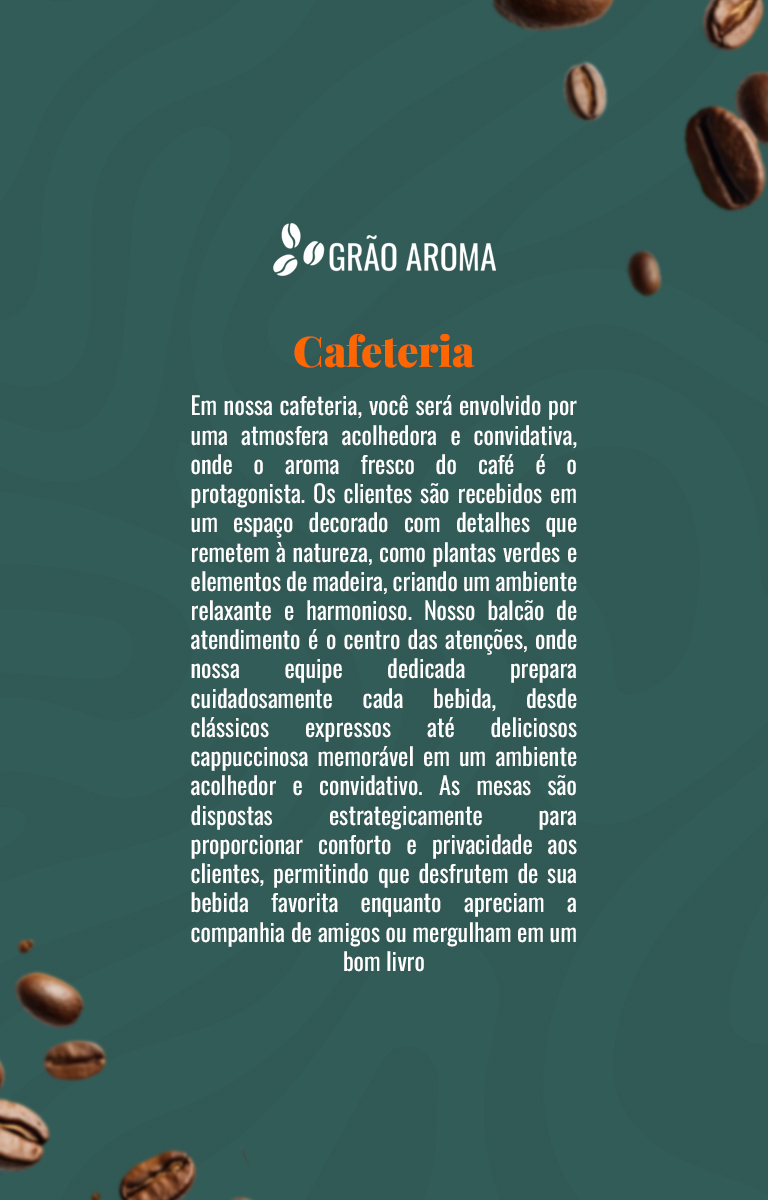 GRÃO AROMA
Cafeteria
Em nossa cafeteria, você será envolvido por
uma atmosfera acolhedora e convidativa,
onde o aroma fresco do café é o
protagonista. Os clientes são recebidos em
um espaço decorado com detalhes que
remetem à natureza, como plantas verdes e
elementos de madeira, criando um ambiente
relaxante e harmonioso. Nosso balcão de
atendimento é o centro das atenções, onde
nossa equipe dedicada prepara
cuidadosamente cada bebida, desde
clássicos expressos até deliciosos
cappuccinosa memorável em um ambiente
acolhedor e convidativo. As mesas são
dispostas estrategicamente para
proporcionar conforto e privacidade aos
clientes, permitindo que desfrutem de sua
bebida favorita enquanto apreciam a
companhia de amigos ou mergulham em um
bom livro